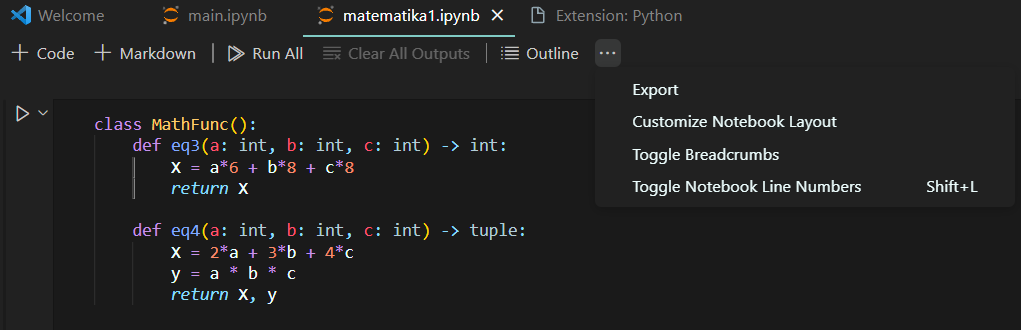 Welcome main.ipynb matematika1.ipynb Extension: Python
+ Code + Markdown Run All Clear All Outputs Outline ...
Export
Customize Notebook Layout
Toggle Breadcrumbs
Toggle Notebook Line Numbers Shift+L
class MathFunc():
def eq3(a: int, b: int, c: int) -> int:
X = a*6 + b*8 + c*8
return X
def eq4(a: int, b: int, c: int) -> tuple:
X = 2*a + 3*b + 4*c
y = a * b * c
return X, y